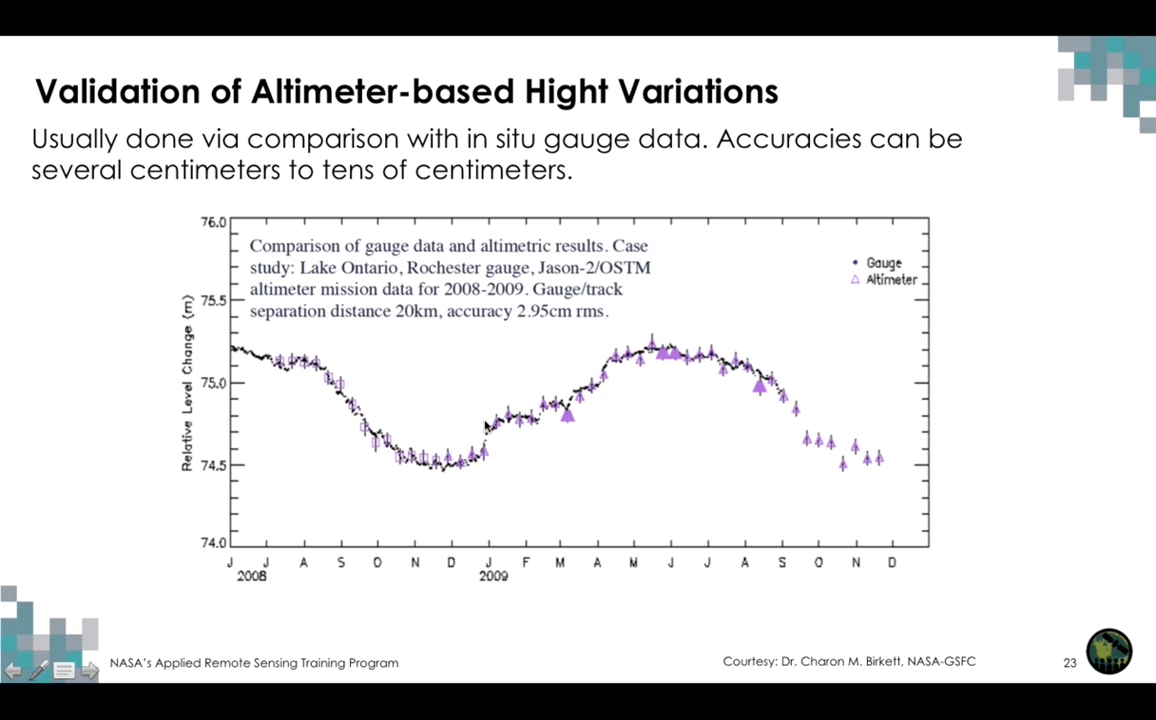 Validation of Altimeter-based Hight Variations
Usually done via comparison with in situ gauge data. Accuracies can be
several centimeters to tens of centimeters.
76.0
Comparison of gauge data and altimetric results. Case
study: Lake Ontario, Rochester gauge, Jason-2/OSTM
altimeter mission data for 2008-2009. Gauge/track
separation distance 20km, accuracy 2.95cm rms.
Gauge
Altimeter
75.5
75.0
74.5
74.0
Relative Level Change (m)
J J A S O N D J F M A M J J A S O N D
2008 2009
NASA's Applied Remote Sensing Training Program
Courtesy: Dr. Charon M. Birkett, NASA-GSFC
23